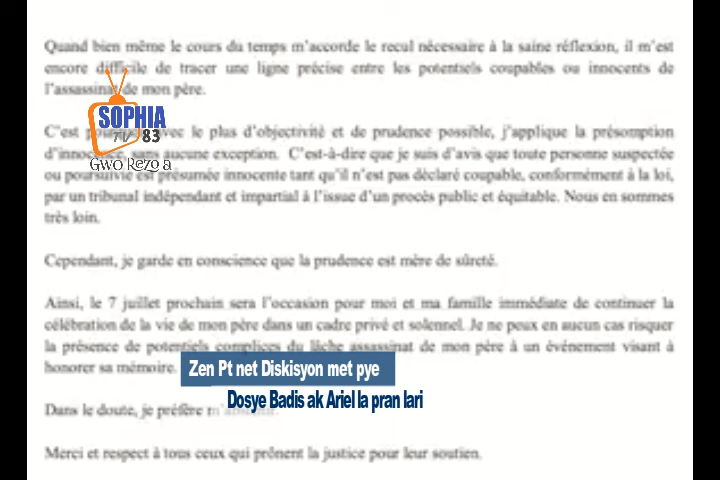 Quand bien même le cours du temps m'accorde le recul nécessaire à la saine réflexion, il m'est
encore difficile de tracer une ligne précise entre les potentiels coupables ou innocents de
l'assassinat de mon père.
SOPHIA
TV 83
Gwo Rezo a
C'est pourquoi avec le plus d'objectivité et de prudence possible, j'applique la présomption
d'innocence, sans aucune exception. C'est-à-dire que je suis d'avis que toute personne suspectée
ou poursuivie est présumée innocente tant qu'il n'est pas déclaré coupable, conformément à la loi,
par un tribunal indépendant et impartial à l'issue d'un procès public et équitable. Nous en sommes
très loin.
Cependant, je garde en conscience que la prudence est mère de sûreté.
Ainsi, le 7 juillet prochain sera l'occasion pour moi et ma famille immédiate de continuer la
célébration de la vie de mon père dans un cadre privé et solennel. Je ne peux en aucun cas risquer
la présence de potentiels complices du lâche assassinat de mon père à un événement visant à
honorer sa mémoire.
Zen Pt net Diskisyon met pye
Dosye Badis ak Ariel la pran lari
Dans le doute, je préfère
Merci et respect à tous ceux qui prônent la justice pour leur soutien.